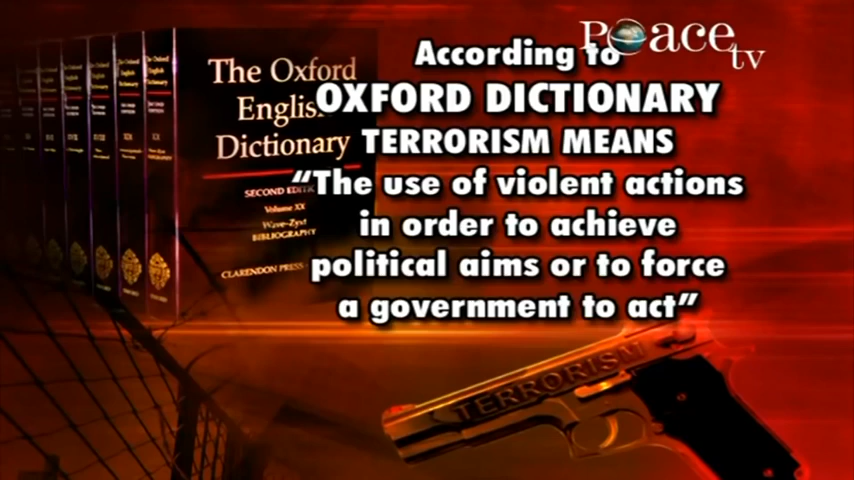 Peace tv
According to
OXFORD DICTIONARY
TERRORISM MEANS
“The use of violent actions
in order to achieve
political aims or to force
a government to act”
The Oxford
English
Dictionary
SECOND EDIT
Volume XX
Wave–Zyxt
BIBLIOGRAPHY
CLARENDON PRESS
TERRORISM